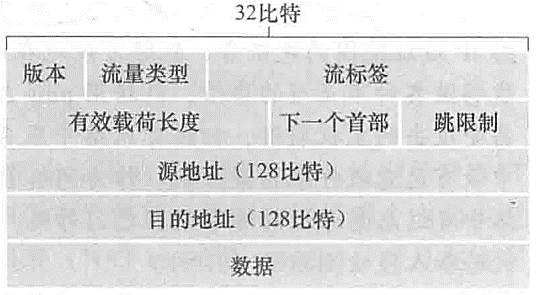 32比特
版本 流量类型 流标签
有效载荷长度 下一个首部 跳限制
源地址（128比特）
目的地址（128比特）
数据